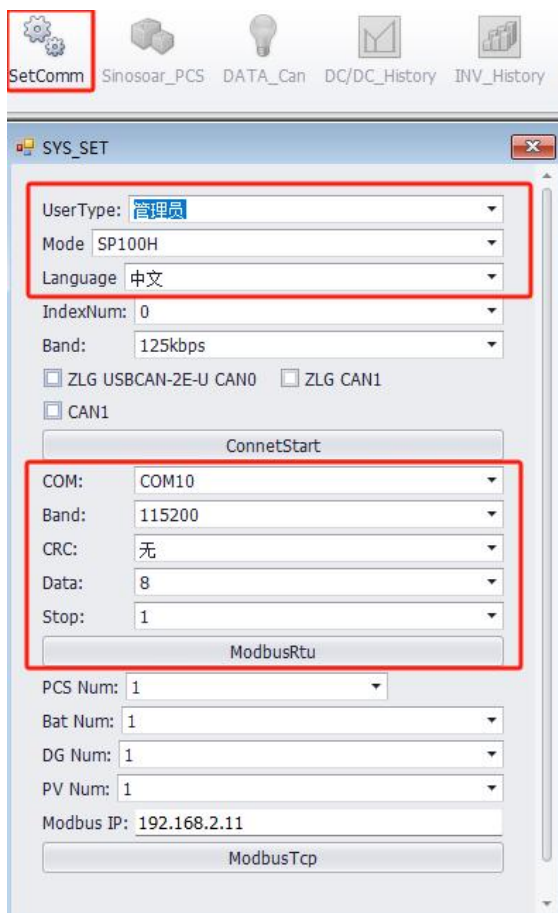 SetComm Sinosoar_PCS DATA_Can DC/DC_History INV_History
SYS_SET
UserType: 管理员
Mode SP100H
Language 中文
IndexNum: 0
Band: 125kbps
ZLG USBCAN-2E-U CAN0 ZLG CAN1
CAN1
ConnetStart
COM: COM10
Band: 115200
CRC: 无
Data: 8
Stop: 1
ModbusRtu
PCS Num: 1
Bat Num: 1
DG Num: 1
PV Num: 1
Modbus IP: 192.168.2.11
ModbusTcp